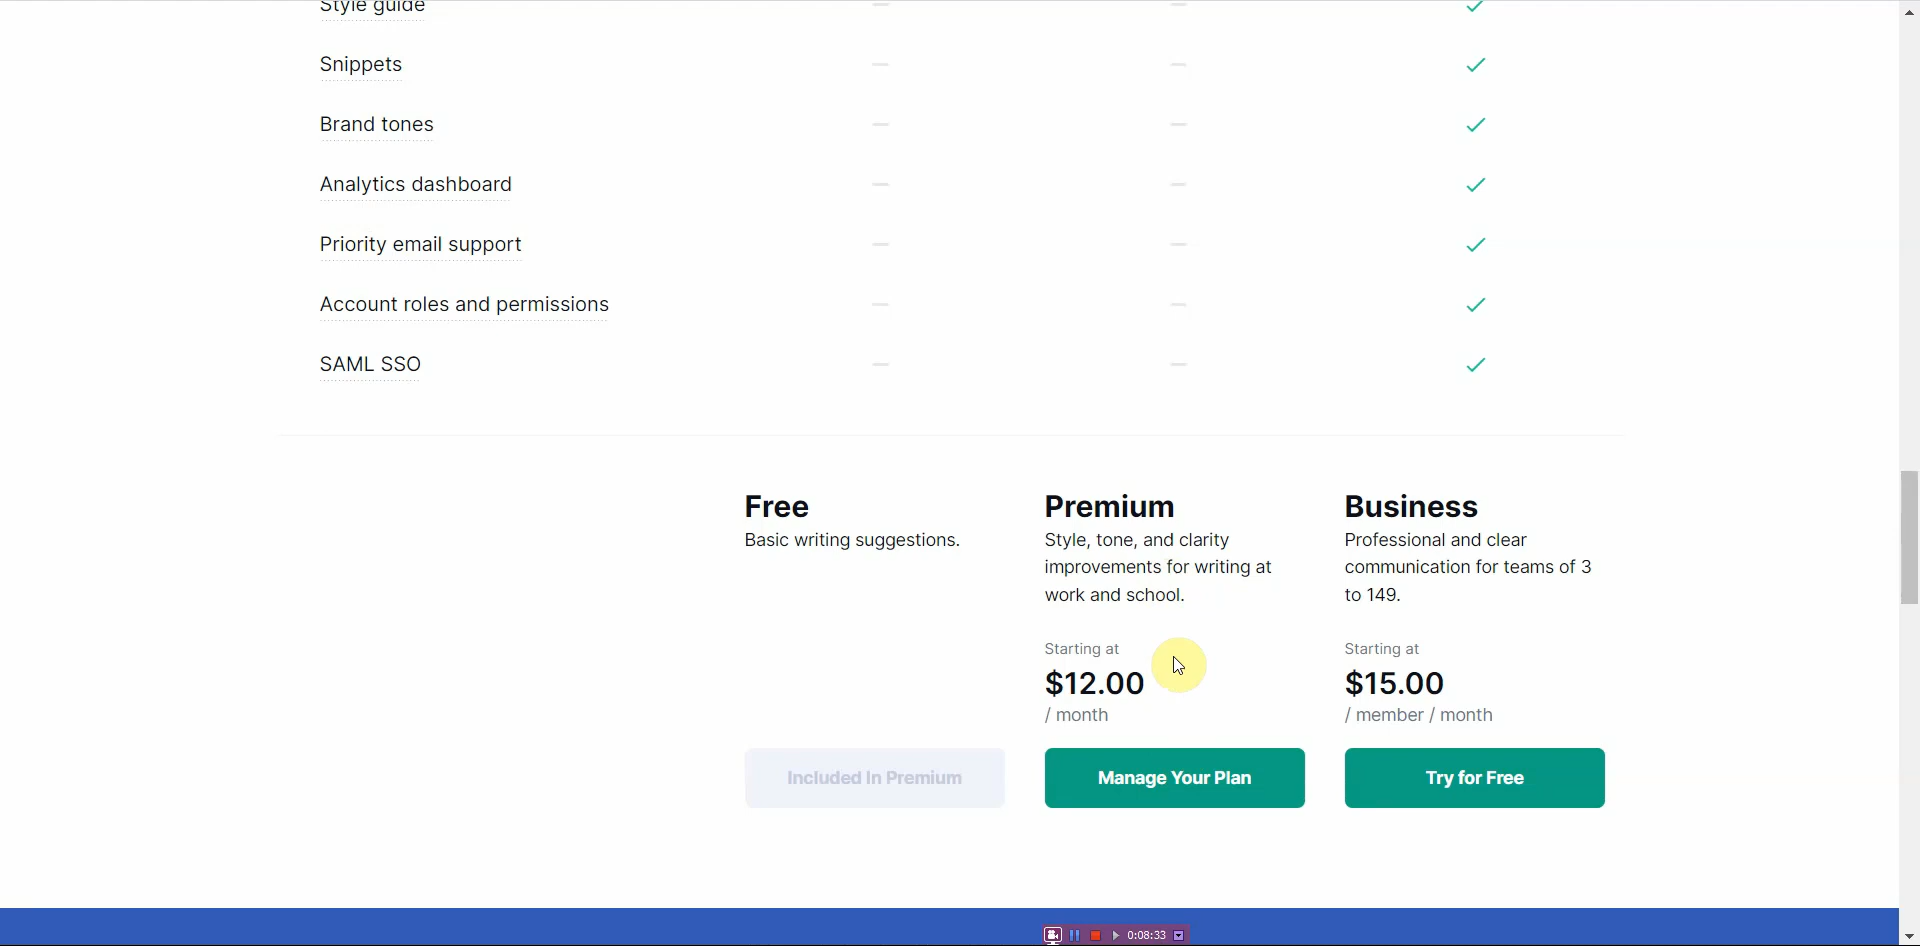 Style guide
Snippets
Brand tones
Analytics dashboard
Priority email support
Account roles and permissions
SAML SSO
Free
Basic writing suggestions.
Included In Premium
Premium
Style, tone, and clarity
improvements for writing at
work and school.
Starting at
$12.00
/ month
Manage Your Plan
Business
Professional and clear
communication for teams of 3
to 149.
Starting at
$15.00
/ member / month
Try for Free
0:08:33